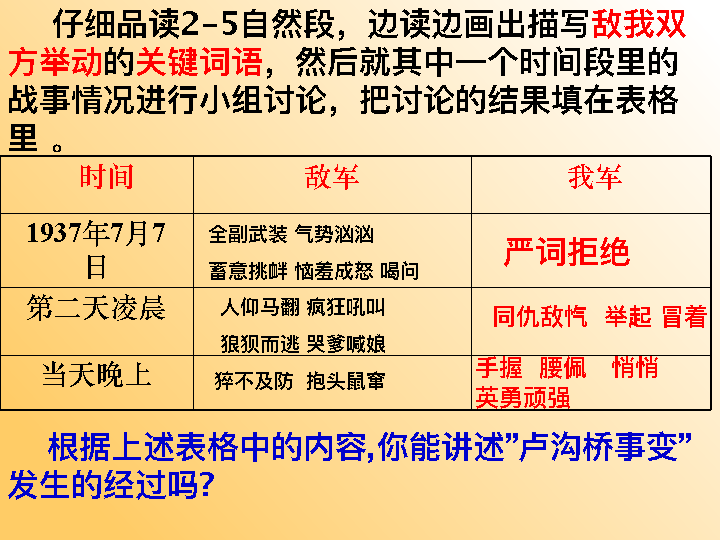 仔细品读2-5自然段，边读边画出描写敌我双
方举动的关键词语，然后就其中一个时间段里的
战事情况进行小组讨论，把讨论的结果填在表格
里 。
时间 敌军 我军
1937年7月7
日
全副武装 气势汹汹
蓄意挑衅 恼羞成怒 喝问
严词拒绝
第二天凌晨
人仰马翻 疯狂吼叫
狼狈而逃 哭爹喊娘
同仇敌忾 举起 冒着
当天晚上
猝不及防 抱头鼠窜
手握 腰佩 悄悄
英勇顽强
根据上述表格中的内容,你能讲述”卢沟桥事变”
发生的经过吗?